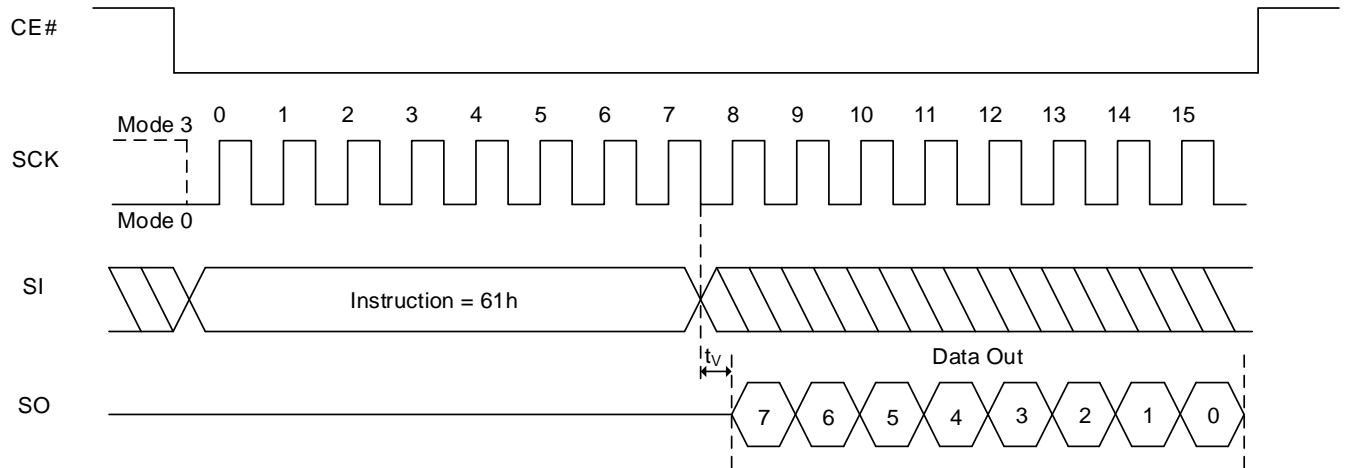 CE#
0 1 2 3 4 5 6 7 8 9 10 11 12 13 14 15
Mode 3
SCK
Mode 0
SI
Instruction = 61h
tV
Data Out
SO
7 6 5 4 3 2 1 0